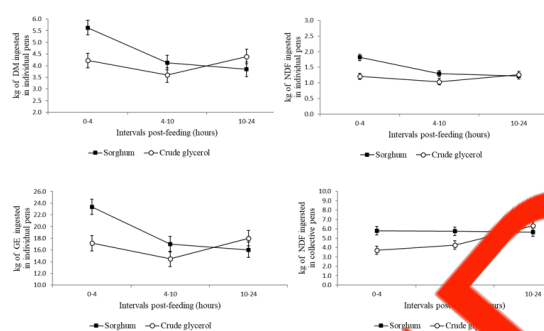 6.0
5.5
5.0
4.5
4.0
3.5
3.0
2.5
2.0
kg of DM ingested
in individual pens
0-4 4-10 10-24
Intervals post-feeding (hours)
Sorghum Crude glycerol
3.0
2.5
2.0
1.5
1.0
0.5
0.0
kg of NDF ingested
in individual pens
0-4 4-10 10-24
Intervals post-feeding (hours)
Sorghum Crude glycerol
26.0
24.0
22.0
20.0
18.0
16.0
14.0
12.0
10.0
kg of GE ingested
in individual pens
0-4 4-10 10-24
Intervals post-feeding (hours)
Sorghum Crude glycerol
10.0
9.0
8.0
7.0
6.0
5.0
4.0
3.0
2.0
1.0
0.0
kg of NDF ingested
in collective pens
0-4 10-24
Intervals (hours)
Sorghum Crude